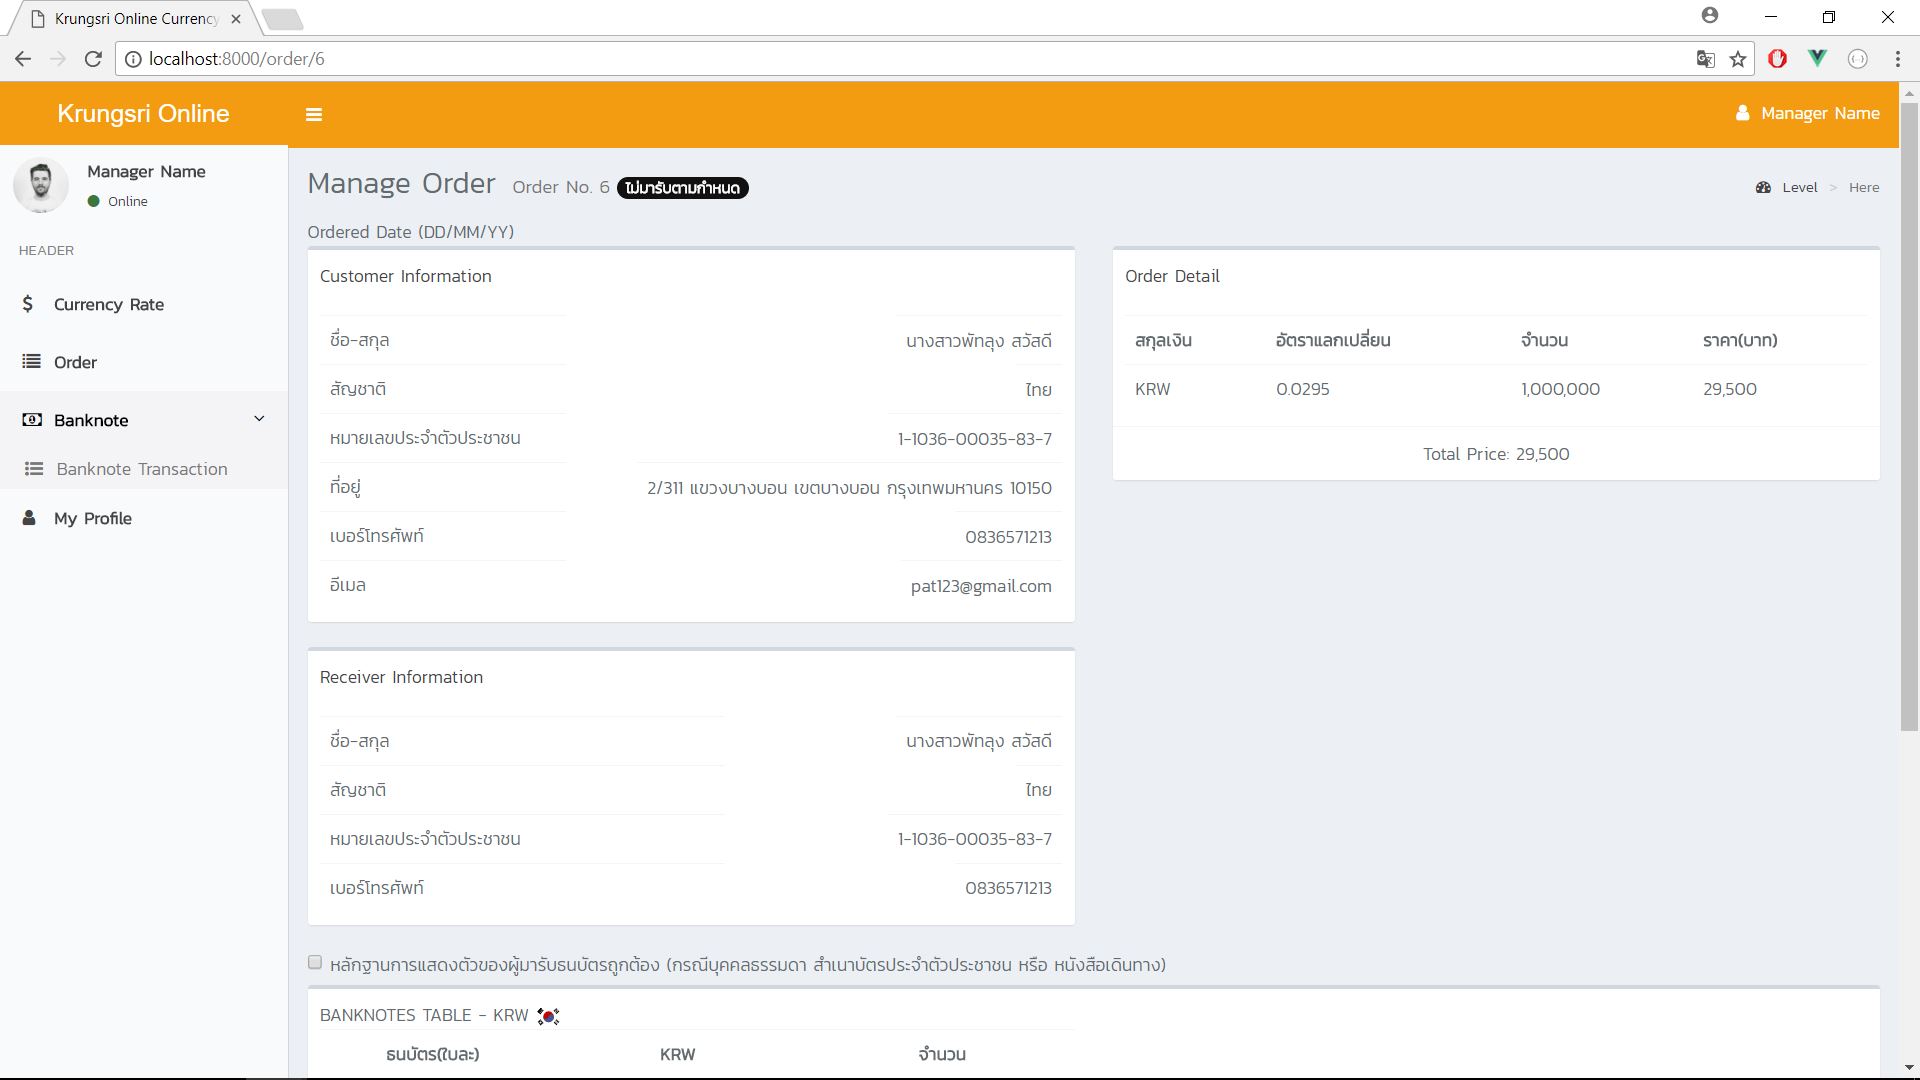 Krungsri Online Currency
localhost:8000/order/6
Krungsri Online
Manager Name
Manager Name
Online
HEADER
Currency Rate
Order
Banknote
Banknote Transaction
My Profile
Manage Order Order No. 6 ไม่มารับตามกำหนด
Level > Here
Ordered Date (DD/MM/YY)
Customer Information
ชื่อ-สกุล นางสาวพัทลุง สวัสดี
สัญชาติ ไทย
หมายเลขประจำตัวประชาชน 1-1036-00035-83-7
ที่อยู่ 2/311 แขวงบางบอน เขตบางบอน กรุงเทพมหานคร 10150
เบอร์โทรศัพท์ 0836571213
อีเมล pat123@gmail.com
Order Detail
สกุลเงิน อัตราแลกเปลี่ยน จำนวน ราคา(บาท)
KRW 0.0295 1,000,000 29,500
Total Price: 29,500
Receiver Information
ชื่อ-สกุล นางสาวพัทลุง สวัสดี
สัญชาติ ไทย
หมายเลขประจำตัวประชาชน 1-1036-00035-83-7
เบอร์โทรศัพท์ 0836571213
หลักฐานการแสดงตัวของผู้มารับธนบัตรถูกต้อง (กรณีบุคคลธรรมดา สำเนาบัตรประจำตัวประชาชน หรือ หนังสือเดินทาง)
BANKNOTES TABLE - KRW
ธนบัตร(ใบละ) KRW จำนวน